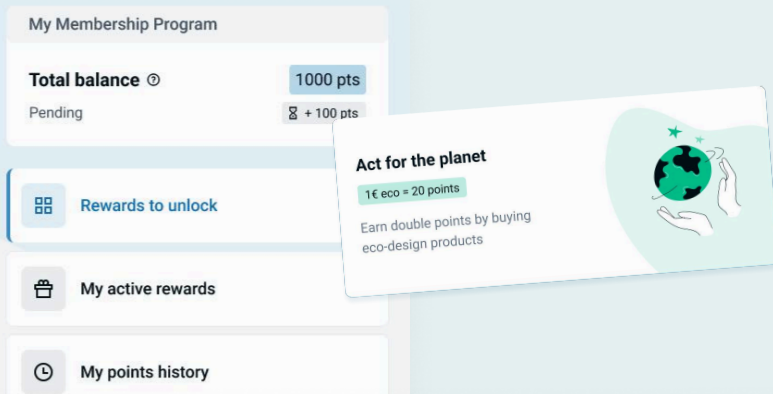 My Membership Program
Total balance
1000 pts
Pending
+ 100 pts
Act for the planet
1€ eco = 20 points
Earn double points by buying
eco-design products
Rewards to unlock
My active rewards
My points history